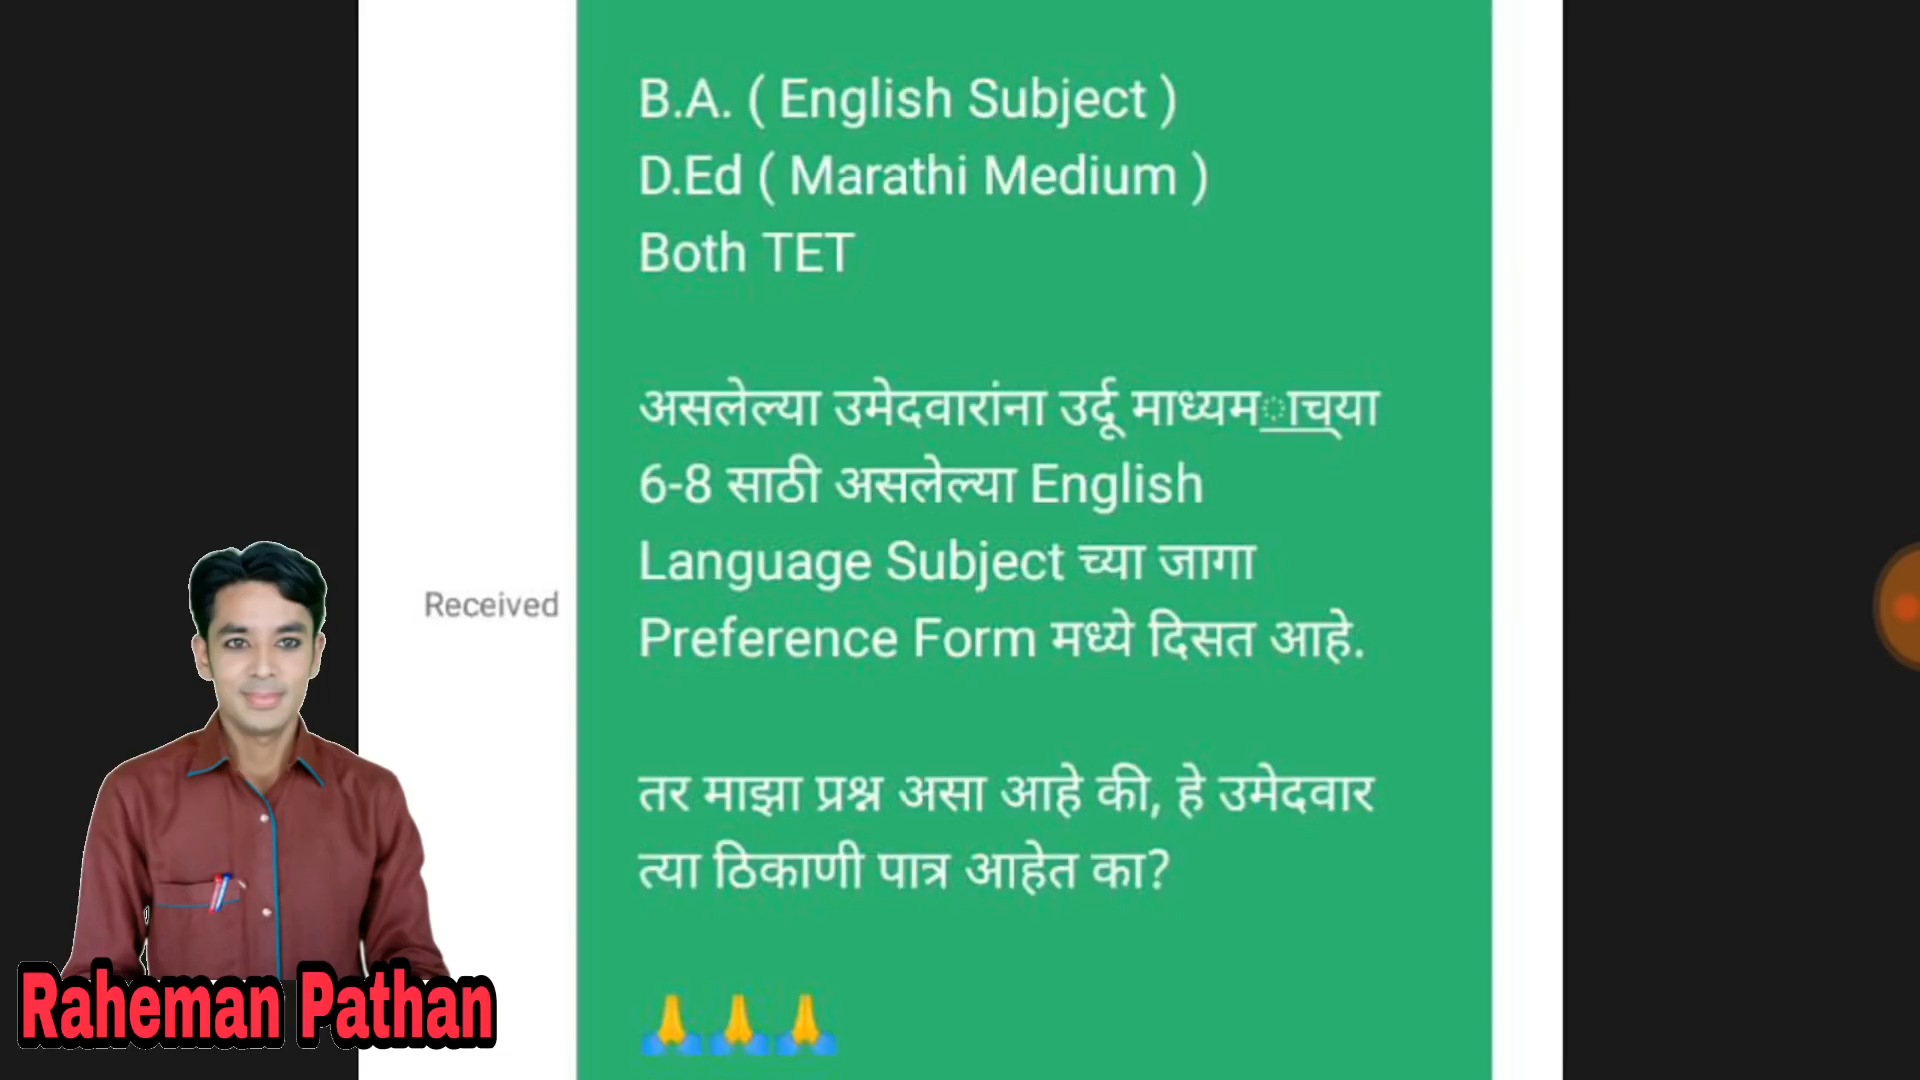 B.A. ( English Subject )
D.Ed ( Marathi Medium )
Both TET
असलेल्या उमेदवारांना उर्दू माध्यमाच्या
6-8 साठी असलेल्या English
Language Subject च्या जागा
Received
Preference Form मध्ये दिसत आहे.
तर माझा प्रश्न असा आहे की, हे उमेदवार
त्या ठिकाणी पात्र आहेत का?
🙏🙏🙏
Raheman Pathan